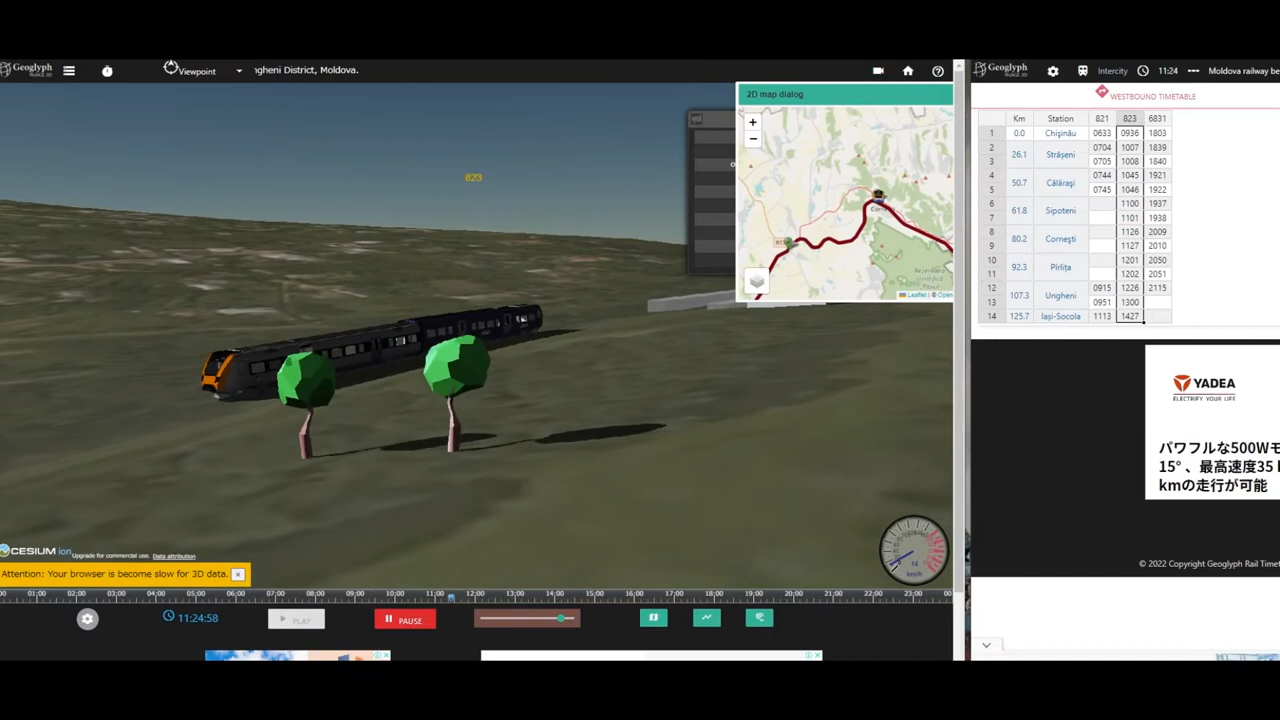 Geoglyph
Viewpoint
ngheni District, Moldova.
2D map dialog
+
−
823
Leaflet | ©
CESIUM ion
Upgrade for commercial use. Data attribution
Attention: Your browser is become slow for 3D data. ×
14
km/h
01:00 02:00 03:00 04:00 05:00 06:00 07:00 08:00 09:00 10:00 11:00 12:00 13:00 14:00 15:00 16:00 17:00 18:00 19:00 20:00 21:00 22:00 23:00 00
11:24:58
PLAY
PAUSE
Geoglyph
Intercity 11:24 Moldova railway be
WESTBOUND TIMETABLE
Km Station 821 823 6831
1 0.0 Chişinău 0633 0936 1803
2 26.1 Străşeni 0704 1007 1839
3 0705 1008 1840
4 50.7 Călăraşi 0744 1045 1921
5 0745 1046 1922
6 61.8 Sipoteni 1100 1937
7 1101 1938
8 80.2 Corneşti 1126 2009
9 1127 2010
10 92.3 Pîrlița 1201 2050
11 1202 2051
12 107.3 Ungheni 0915 1226 2115
13 0951 1300
14 125.7 Iaşi-Socola 1113 1427
YADEA
ELECTRIFY YOUR LIFE
パワフルな500Wモ
15°、最高速度35 k
kmの走行が可能
© 2022 Copyright Geoglyph Rail Timet